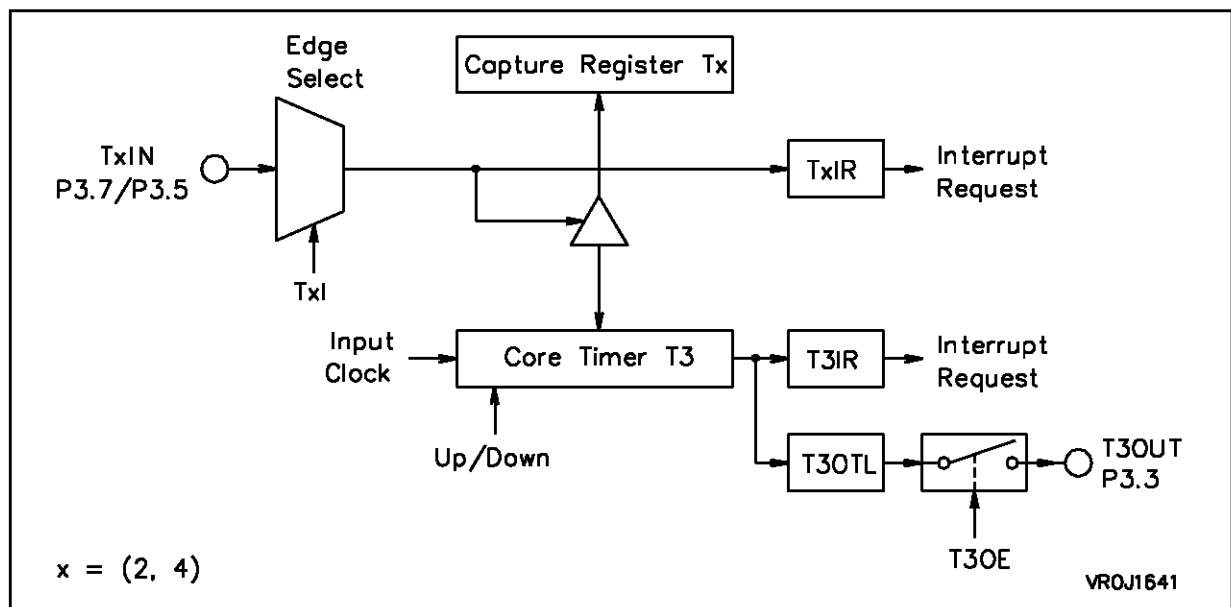 Edge
Select
Capture Register Tx
TxIN
P3.7/P3.5
TxIR
Interrupt
Request
TxI
Input
Clock
Core Timer T3
T3IR
Interrupt
Request
Up/Down
T3OTL
T3OUT
P3.3
T3OE
x = (2, 4)
VR0J1641